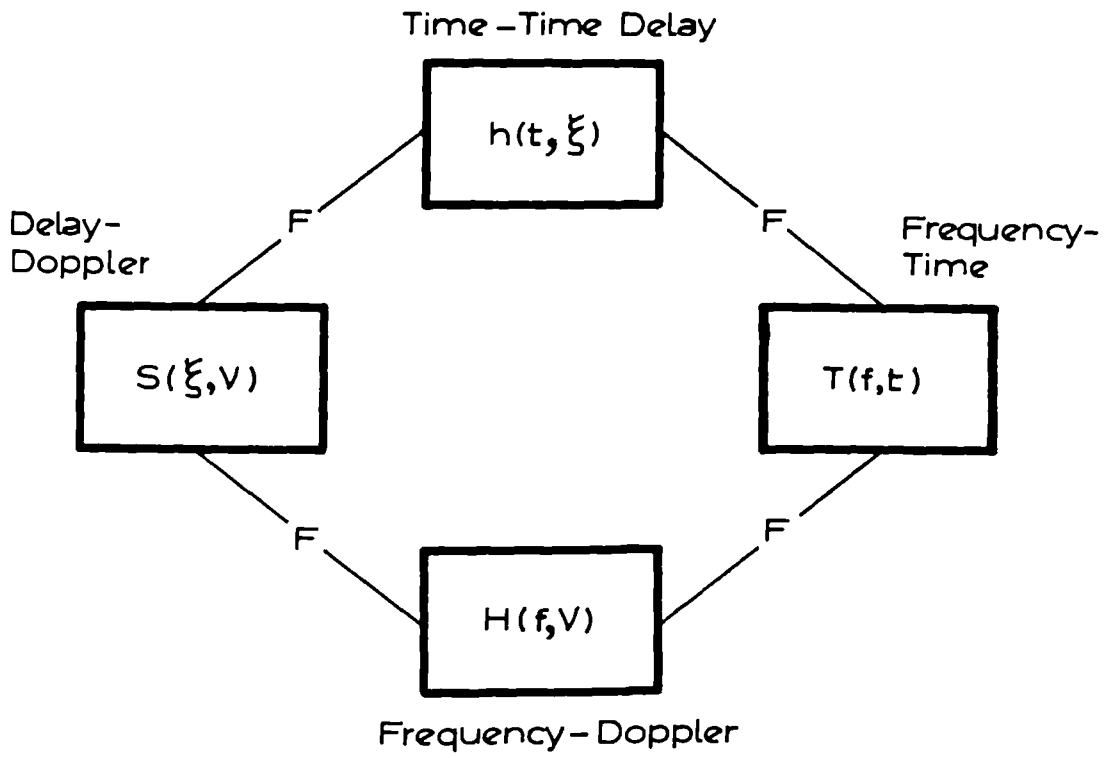 Time-Time Delay
h(t,ξ)
F
F
Delay-
Doppler
Frequency-
Time
S(ξ,V)
T(f,t)
F
F
H(f,V)
Frequency-Doppler